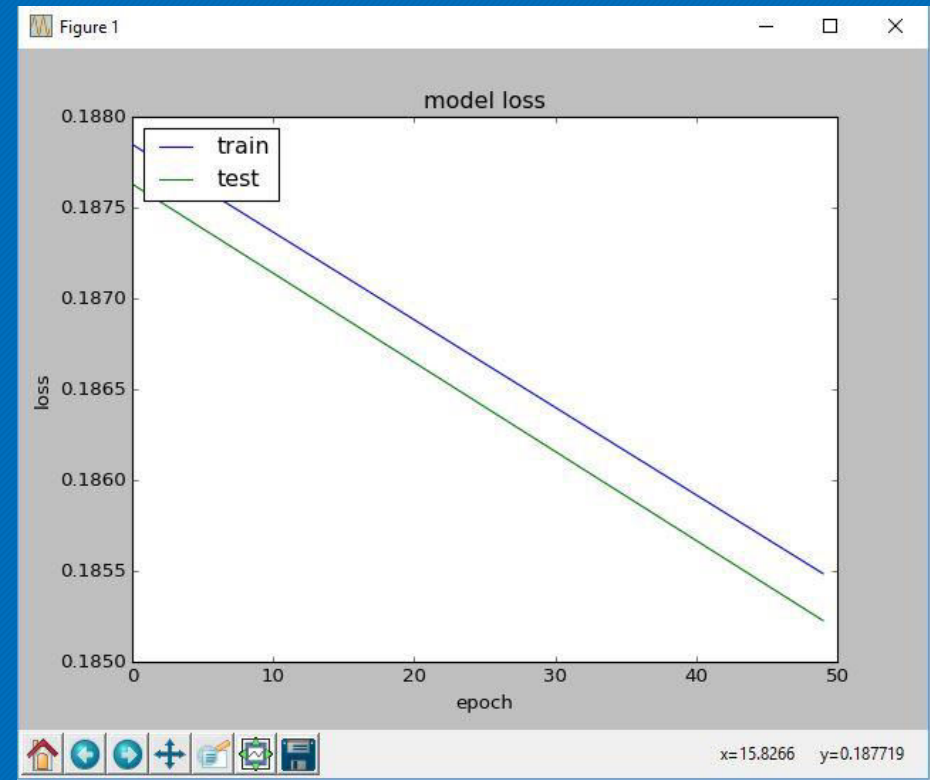 Figure 1
model loss
train
test
0.1880
0.1875
0.1870
0.1865
0.1860
0.1855
0.1850
loss
0 10 20 30 40 50
epoch
x=15.8266 y=0.187719